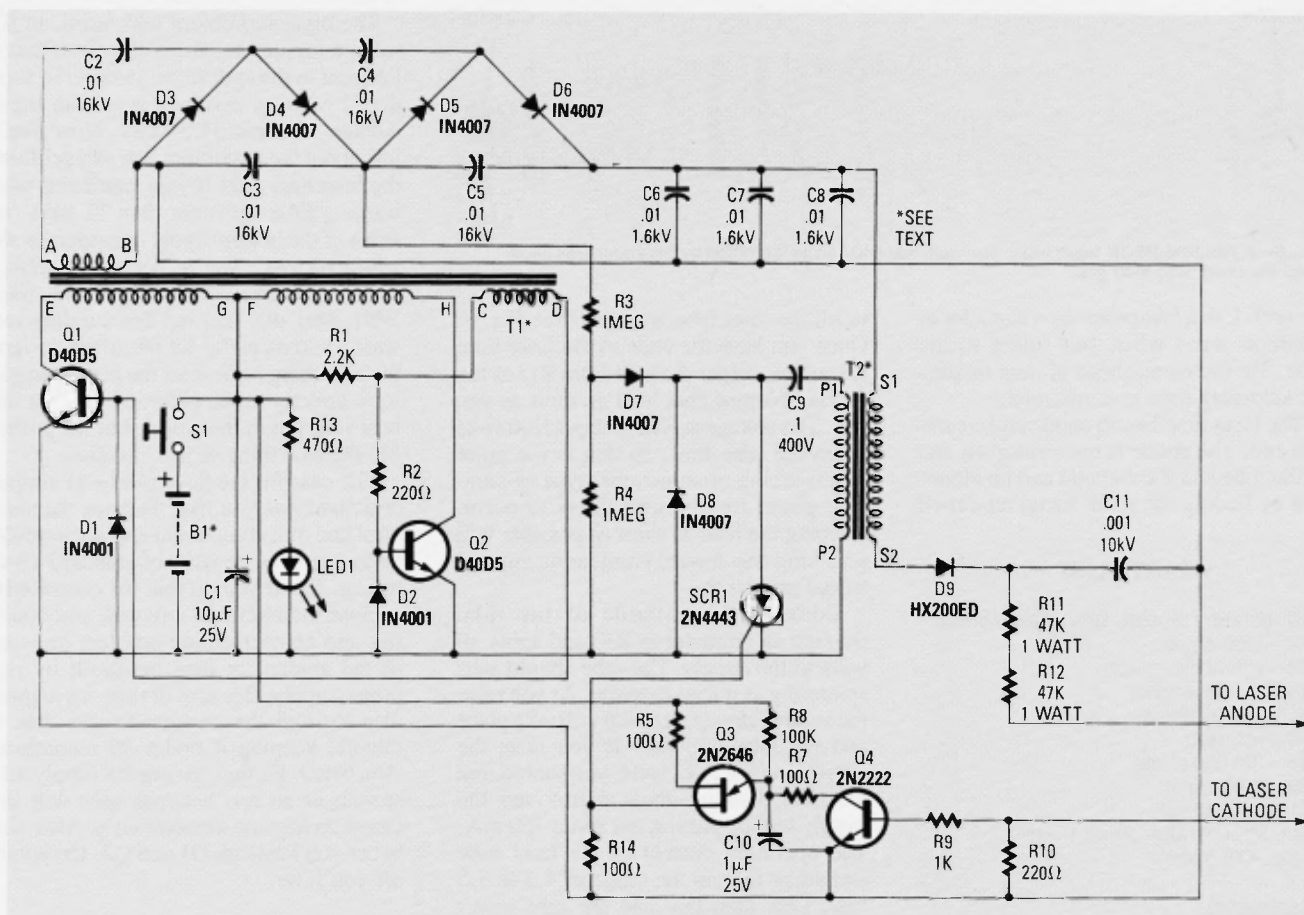 C2
.01
16kV
C4
.01
16kV
D3
IN4007
D4
IN4007
D5
IN4007
D6
IN4007
C3
.01
16kV
C5
.01
16kV
C6
.01
1.6kV
C7
.01
1.6kV
C8
.01
1.6kV
*SEE
TEXT
A
B
E
G
F
H
C
D
T1*
Q1
D40D5
R1
2.2K
R3
1MEG
S1
R13
470Ω
R2
220Ω
D7
IN4007
C9
.1
400V
P1
T2*
S1
+
B1*
D1
IN4001
C1
10µF
25V
+
LED1
Q2
D40D5
D2
IN4001
R4
1MEG
D8
IN4007
SCR1
2N4443
P2
S2
D9
HX200ED
C11
.001
10kV
R11
47K
1 WATT
R12
47K
1 WATT
TO LASER
ANODE
R5
100Ω
Q3
2N2646
R8
100K
R7
100Ω
Q4
2N2222
TO LASER
CATHODE
R14
100Ω
+
C10
1µF
25V
R9
1K
R10
220Ω